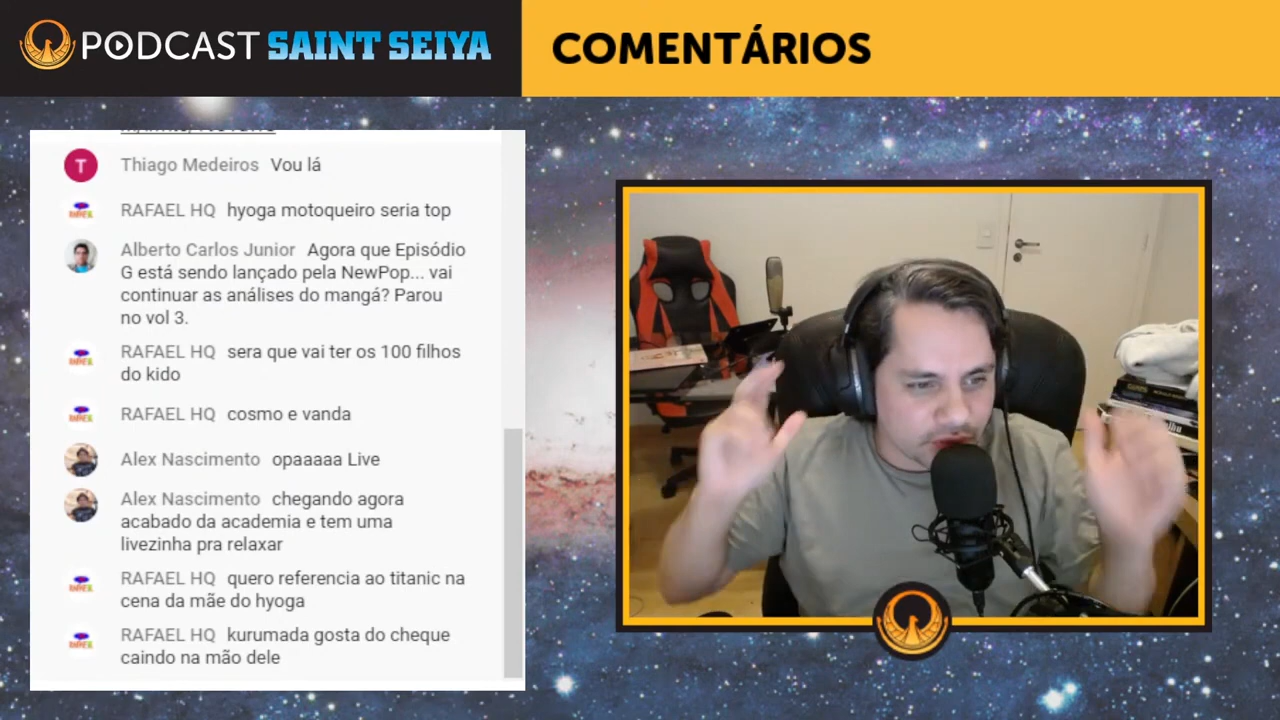 PODCAST SAINT SEIYA
COMENTÁRIOS
Thiago Medeiros Vou lá
RAFAEL HQ hyoga motoqueiro seria top
Alberto Carlos Junior Agora que Episódio
G está sendo lançado pela NewPop... vai
continuar as análises do mangá? Parou
no vol 3.
RAFAEL HQ sera que vai ter os 100 filhos
do kido
RAFAEL HQ cosmo e vanda
Alex Nascimento opaaaaa Live
Alex Nascimento chegando agora
acabado da academia e tem uma
livezinha pra relaxar
RAFAEL HQ quero referencia ao titanic na
cena da mãe do hyoga
RAFAEL HQ kurumada gosta do cheque
caindo na mão dele
T